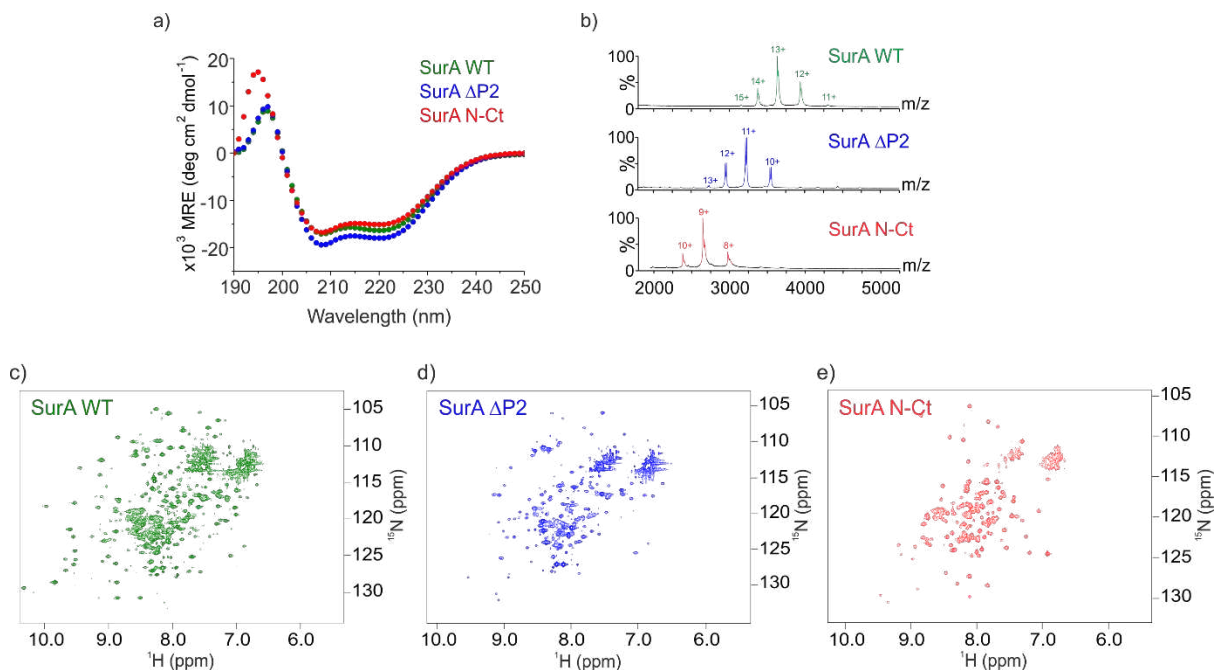 a)
SurA WT
SurA ΔP2
SurA N-Ct
x10³ MRE (deg cm² dmol⁻¹)
20
10
0
-10
-20
190 200 210 220 230 240 250
Wavelength (nm)
b)
SurA WT
100
%
0
15+ 14+ 13+ 12+ 11+
m/z
SurA ΔP2
100
%
0
13+ 12+ 11+ 10+
m/z
SurA N-Ct
100
%
0
10+ 9+ 8+
m/z
2000 3000 4000 5000
c)
SurA WT
105
110
115
120
125
130
¹⁵N (ppm)
10.0 9.0 8.0 7.0 6.0
¹H (ppm)
d)
SurA ΔP2
105
110
115
120
125
130
¹⁵N (ppm)
10.0 9.0 8.0 7.0 6.0
¹H (ppm)
e)
SurA N-Ct
105
110
115
120
125
130
¹⁵N (ppm)
10.0 9.0 8.0 7.0 6.0
¹H (ppm)